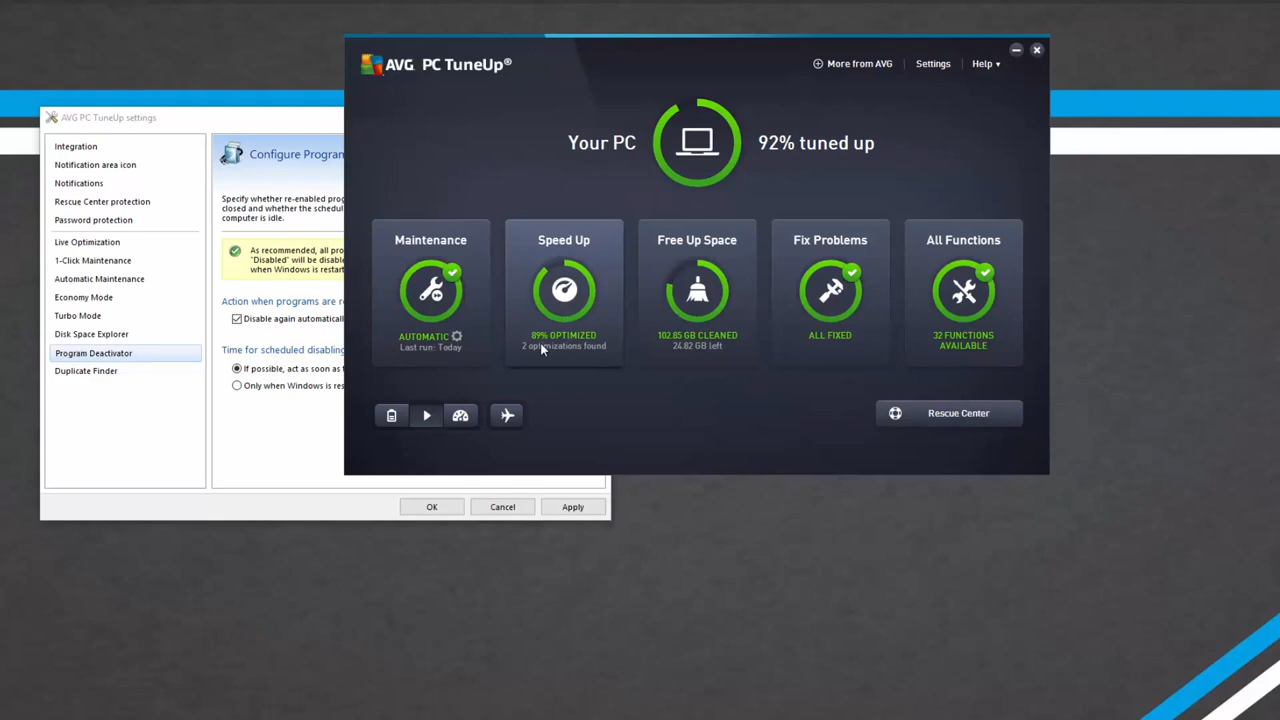 AVG PC TuneUp®
More from AVG
Settings
Help
Your PC
92% tuned up
Maintenance
AUTOMATIC
Last run: Today
Speed Up
89% OPTIMIZED
2 optimizations found
Free Up Space
102.85 GB CLEANED
24.82 GB left
Fix Problems
ALL FIXED
All Functions
32 FUNCTIONS
AVAILABLE
Rescue Center
AVG PC TuneUp settings
Integration
Notification area icon
Notifications
Rescue Center protection
Password protection
Live Optimization
1-Click Maintenance
Automatic Maintenance
Economy Mode
Turbo Mode
Disk Space Explorer
Program Deactivator
Duplicate Finder
Configure Program
Specify whether re-enabled prog
closed and whether the schedul
computer is idle.
As recommended, all pr
"Disabled" will be disable
when Windows is restart
Action when programs are re
Disable again automatically
Time for scheduled disabling
If possible, act as soon as t
Only when Windows is res
OK
Cancel
Apply